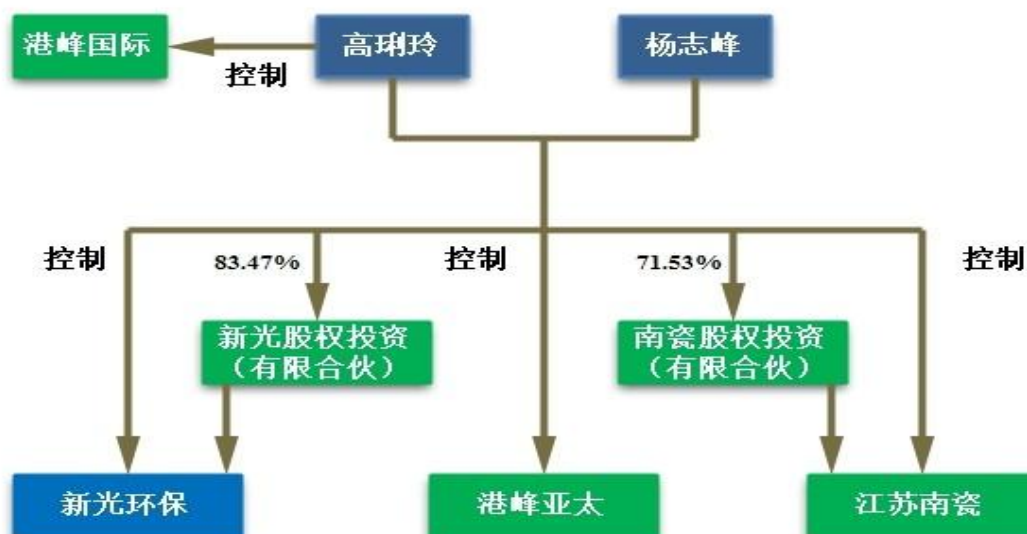 港峰国际
高琍玲
杨志峰
控制
控制
83.47%
控制
71.53%
控制
新光股权投资
（有限合伙）
南瓷股权投资
（有限合伙）
新光环保
港峰亚太
江苏南瓷